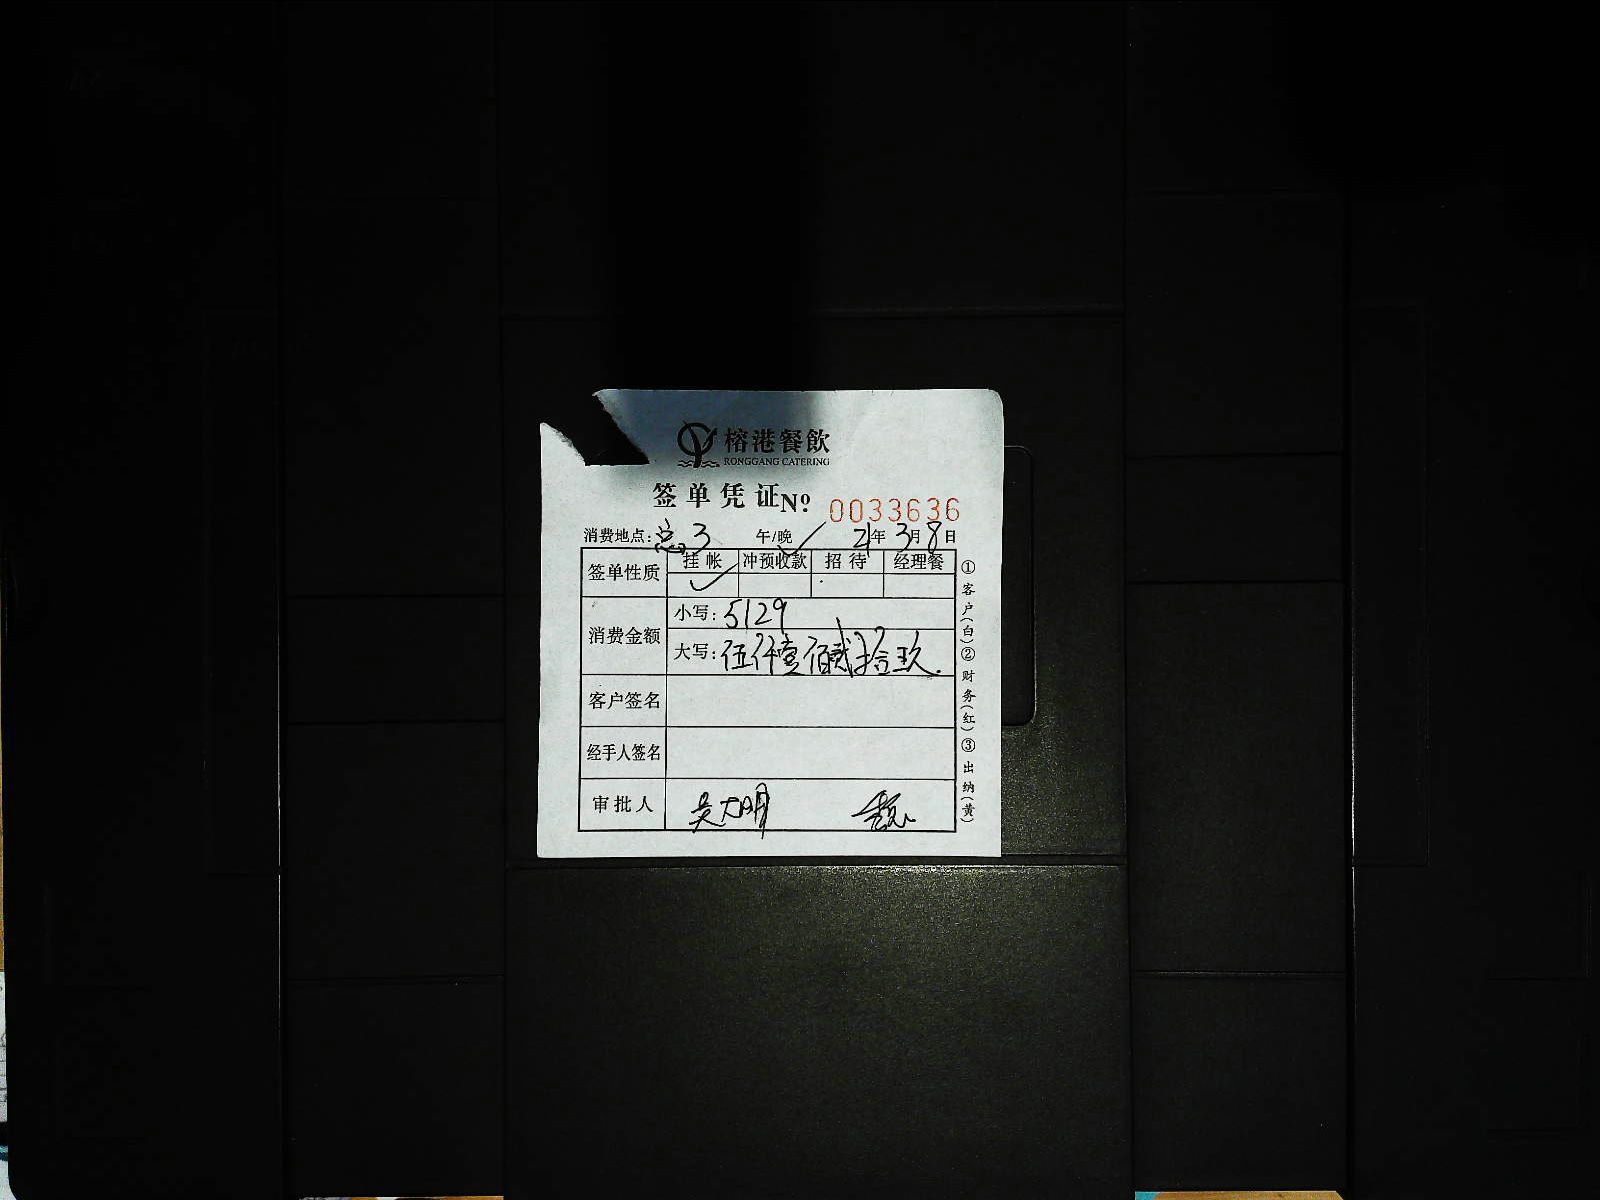 榕港餐飲
RONGGANG CATERING
签单凭证 Nº 0033636
消费地点: 总3 午/晚 21年3月8日
签单性质 挂帐 冲预收款 招待 经理餐
消费金额 小写: 5129
大写: 伍仟壹佰贰拾玖
客户签名
经手人签名
审批人 吴大明
①客户(白)②财务(红)③出纳(黄)